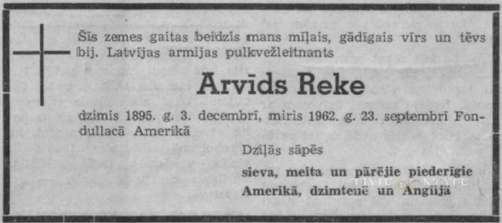 Šīs zemes gaitas beidzis mans mīļais, gādīgais vīrs un tēvs
bij. Latvijas armijas pulkvežleitnants
Arvīds Reke
dzimis 1895. g. 3. decembrī, miris 1962. g. 23. septembrī Fon-
dullacā Amerikā
Dziļās sāpēs
sieva, meita un pārējie piederīgie
Amerikā, dzimtenē un Anglijā